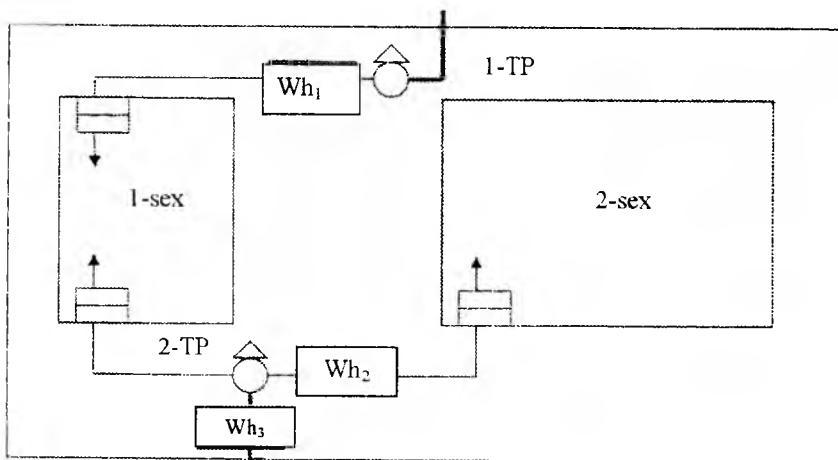 1-TP
Wh₁
1-sex
2-sex
2-TP
Wh₂
Wh₃